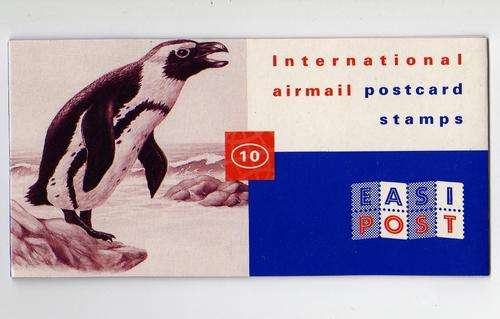 International
airmail postcard
stamps
10
EASI
POST